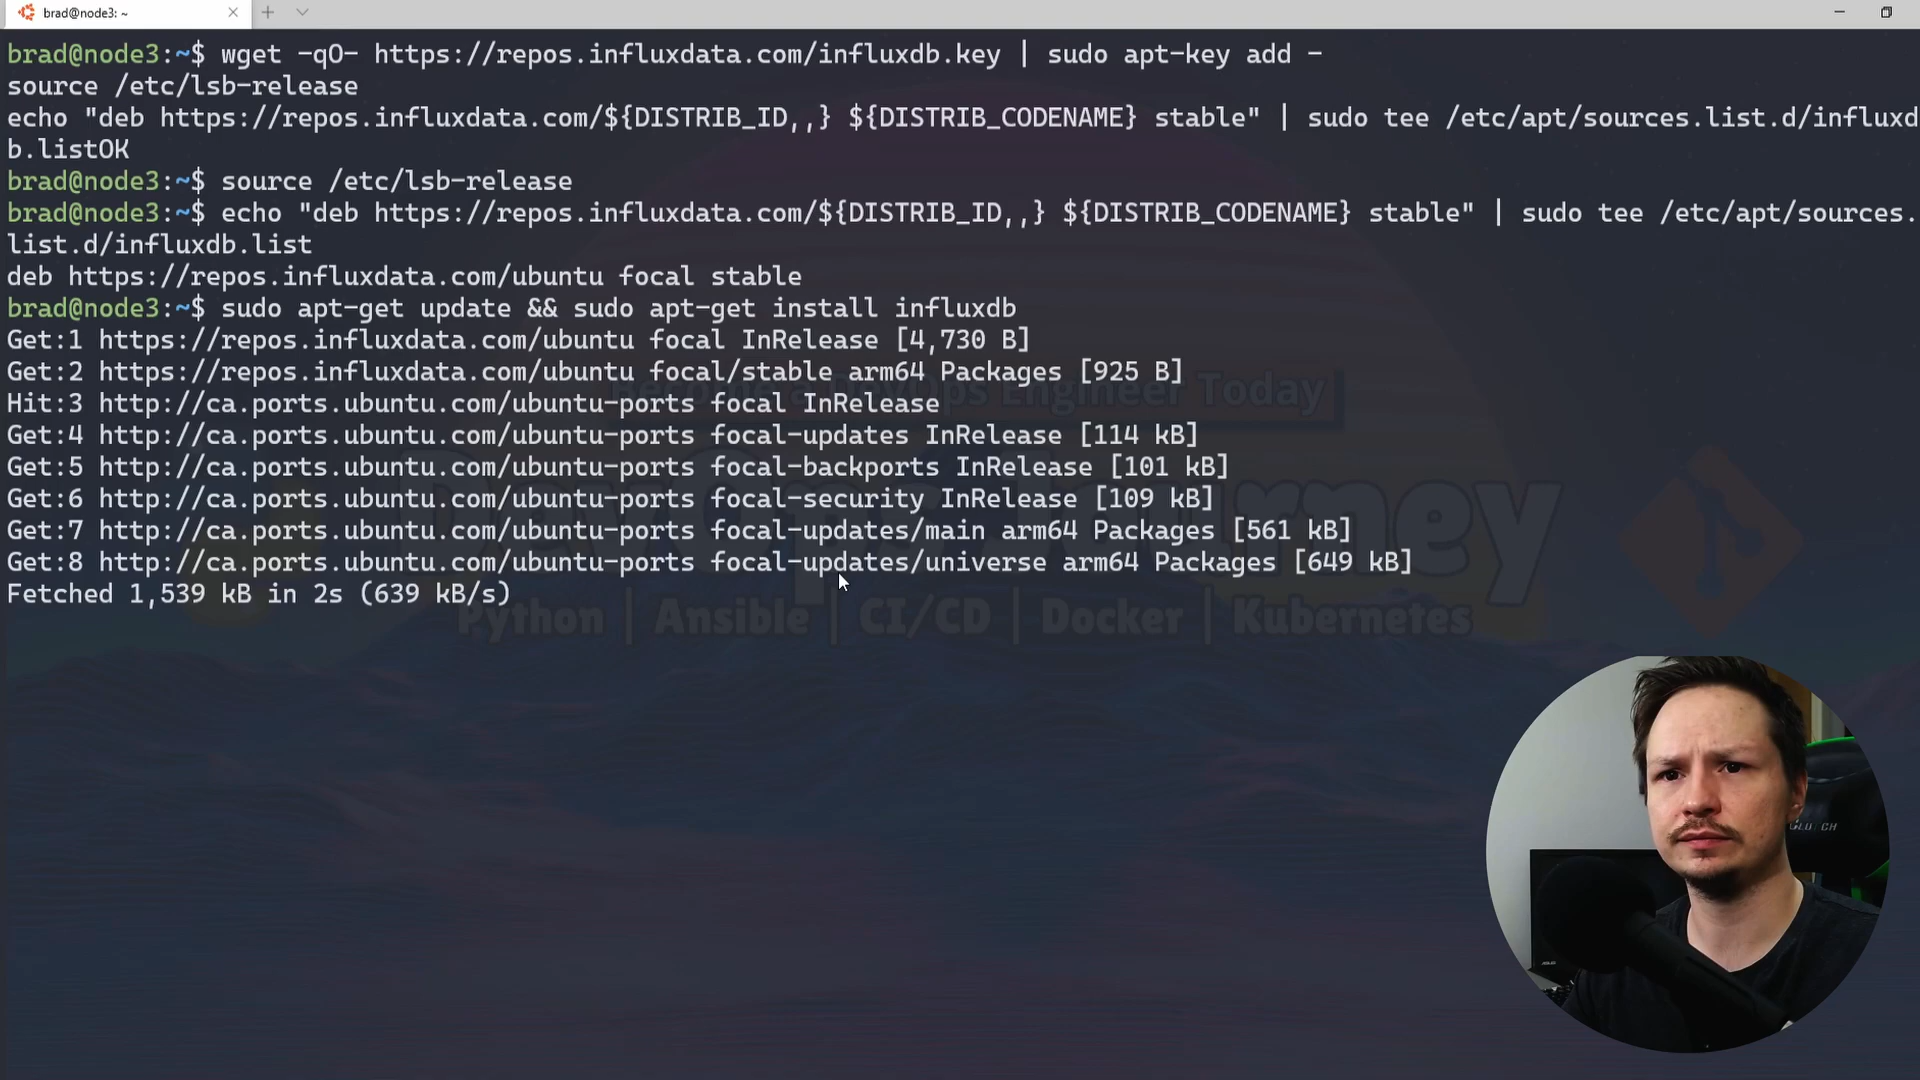 brad@node3: ~
brad@node3:~$ wget -qO- https://repos.influxdata.com/influxdb.key | sudo apt-key add -
source /etc/lsb-release
echo "deb https://repos.influxdata.com/${DISTRIB_ID,,} ${DISTRIB_CODENAME} stable" | sudo tee /etc/apt/sources.list.d/influxd
b.listOK
brad@node3:~$ source /etc/lsb-release
brad@node3:~$ echo "deb https://repos.influxdata.com/${DISTRIB_ID,,} ${DISTRIB_CODENAME} stable" | sudo tee /etc/apt/sources.
list.d/influxdb.list
deb https://repos.influxdata.com/ubuntu focal stable
brad@node3:~$ sudo apt-get update && sudo apt-get install influxdb
Get:1 https://repos.influxdata.com/ubuntu focal InRelease [4,730 B]
Get:2 https://repos.influxdata.com/ubuntu focal/stable arm64 Packages [925 B]
Become a DevOps Engineer Today
Hit:3 http://ca.ports.ubuntu.com/ubuntu-ports focal InRelease
Get:4 http://ca.ports.ubuntu.com/ubuntu-ports focal-updates InRelease [114 kB]
Get:5 http://ca.ports.ubuntu.com/ubuntu-ports focal-backports InRelease [101 kB]
Get:6 http://ca.ports.ubuntu.com/ubuntu-ports focal-security InRelease [109 kB]
DevOps Journey
Get:7 http://ca.ports.ubuntu.com/ubuntu-ports focal-updates/main arm64 Packages [561 kB]
Get:8 http://ca.ports.ubuntu.com/ubuntu-ports focal-updates/universe arm64 Packages [649 kB]
Fetched 1,539 kB in 2s (639 kB/s)
Python | Ansible | CI/CD | Docker | Kubernetes